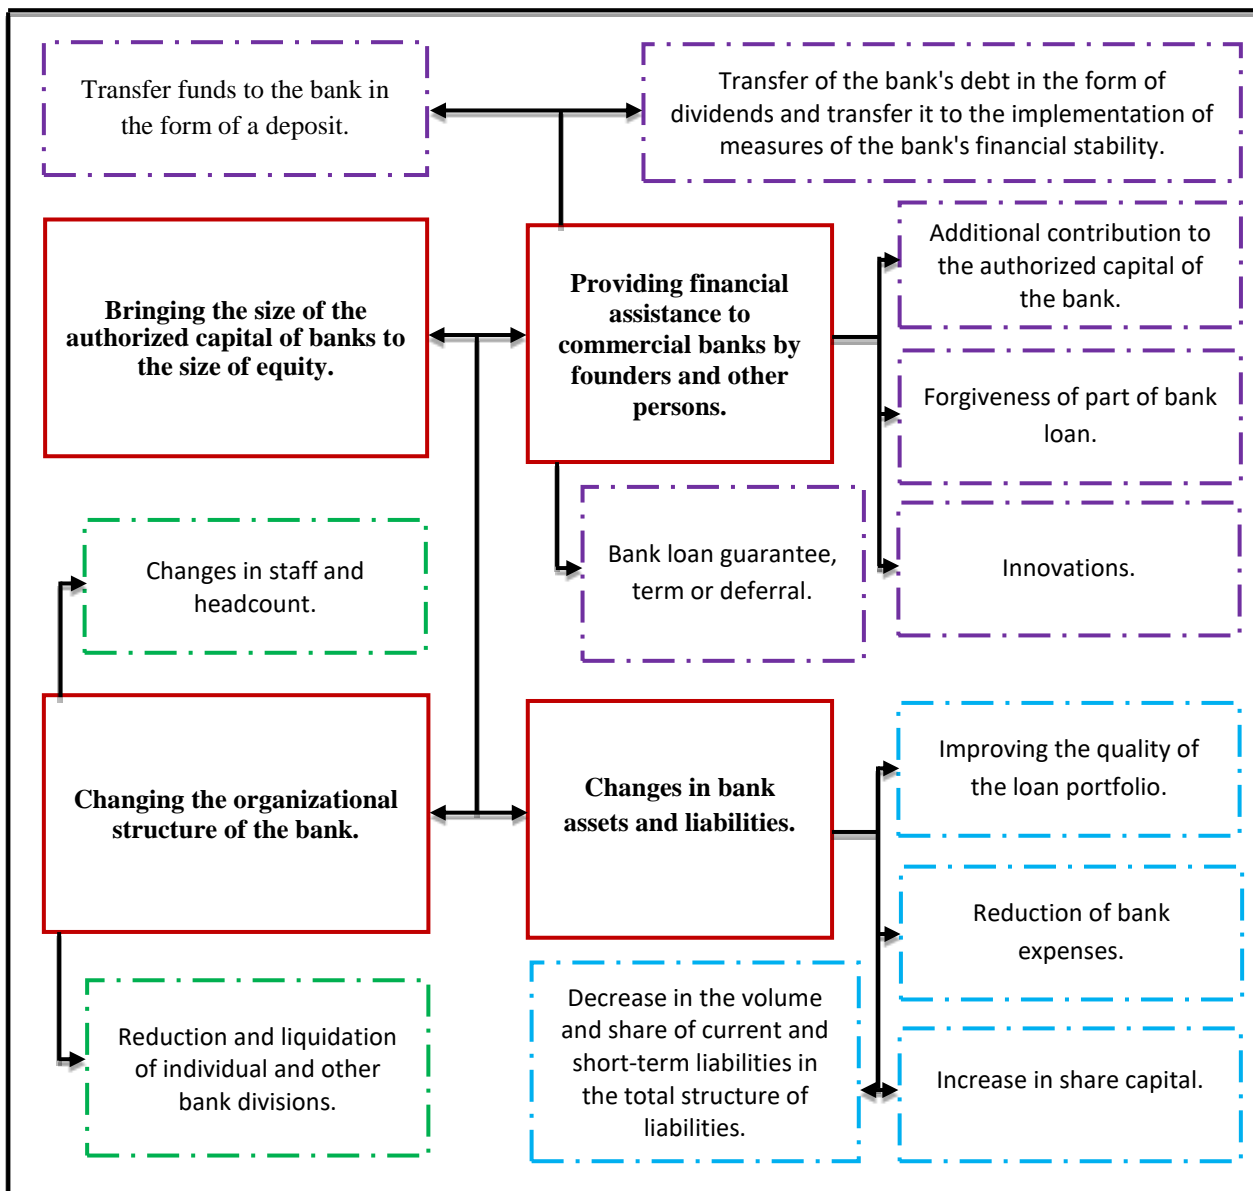 Transfer funds to the bank in
the form of a deposit.
Transfer of the bank's debt in the form of
dividends and transfer it to the implementation of
measures of the bank's financial stability.
Bringing the size of the
authorized capital of banks to
the size of equity.
Providing financial
assistance to
commercial banks by
founders and other
persons.
Additional contribution to
the authorized capital of
the bank.
Forgiveness of part of bank
loan.
Changes in staff and
headcount.
Bank loan guarantee,
term or deferral.
Innovations.
Changing the organizational
structure of the bank.
Changes in bank
assets and liabilities.
Improving the quality of
the loan portfolio.
Reduction of bank
expenses.
Reduction and liquidation
of individual and other
bank divisions.
Decrease in the volume
and share of current and
short-term liabilities in
the total structure of
liabilities.
Increase in share capital.